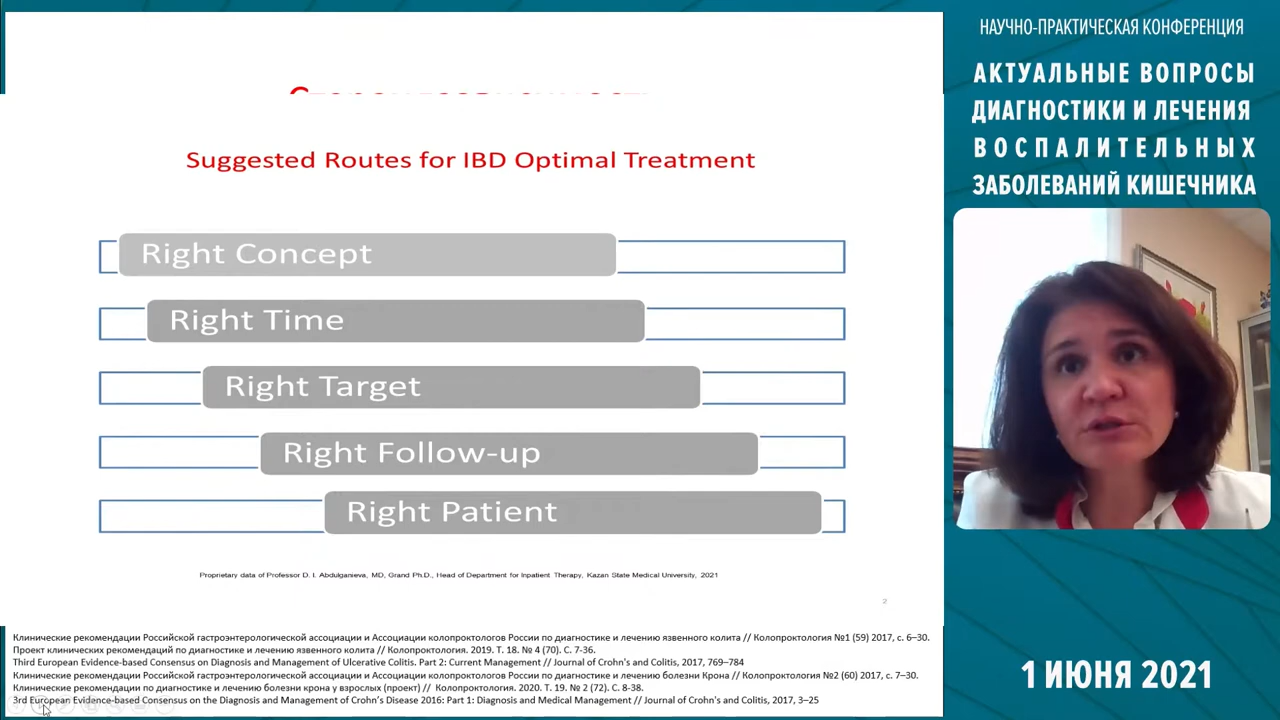 Suggested Routes for IBD Optimal Treatment
Right Concept
Right Time
Right Target
Right Follow-up
Right Patient
Proprietary data of Professor D. I. Abdulganieva, MD, Grand Ph.D., Head of Department for Inpatient Therapy, Kazan State Medical University, 2021
2
Клинические рекомендации Российской гастроэнтерологической ассоциации и Ассоциации колопроктологов России по диагностике и лечению язвенного колита // Колопроктология №1 (59) 2017, с. 6–30.
Проект клинических рекомендаций по диагностике и лечению язвенного колита // Колопроктология. 2019. Т. 18. № 4 (70). С. 7-36.
Third European Evidence-based Consensus on Diagnosis and Management of Ulcerative Colitis. Part 2: Current Management // Journal of Crohn's and Colitis, 2017, 769–784
Клинические рекомендации Российской гастроэнтерологической ассоциации и Ассоциации колопроктологов России по диагностике и лечению болезни Крона // Колопроктология №2 (60) 2017, с. 7–30.
Клинические рекомендации по диагностике и лечению болезни крона у взрослых (проект) // Колопроктология. 2020. Т. 19. № 2 (72). С. 8-38.
3rd European Evidence-based Consensus on the Diagnosis and Management of Crohn's Disease 2016: Part 1: Diagnosis and Medical Management // Journal of Crohn's and Colitis, 2017, 3–25
НАУЧНО-ПРАКТИЧЕСКАЯ КОНФЕРЕНЦИЯ
АКТУАЛЬНЫЕ ВОПРОСЫ
ДИАГНОСТИКИ И ЛЕЧЕНИЯ
ВОСПАЛИТЕЛЬНЫХ
ЗАБОЛЕВАНИЙ КИШЕЧНИКА
1 ИЮНЯ 2021